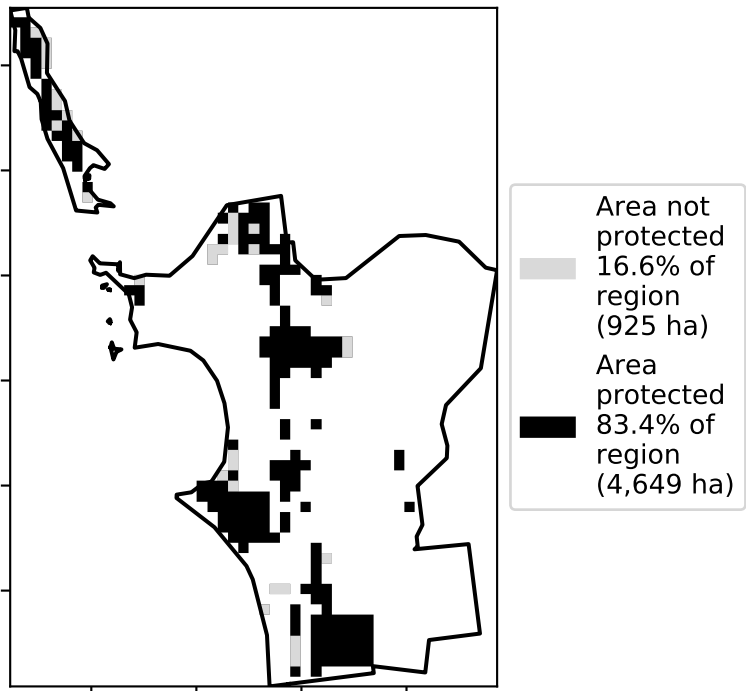 Area not
protected
16.6% of
region
(925 ha)
Area
protected
83.4% of
region
(4,649 ha)